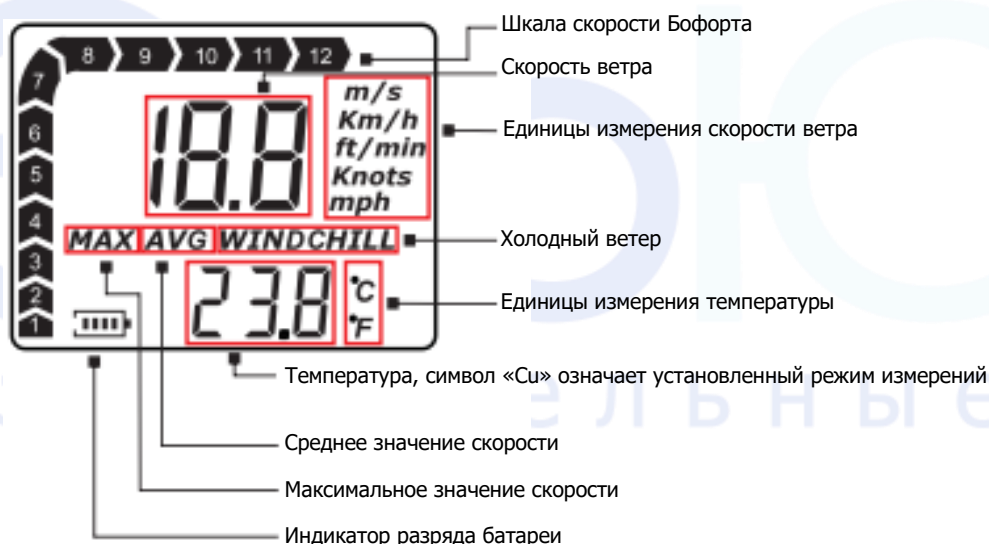 Шкала скорости Бофорта
8 9 10 11 12
Скорость ветра
7
m/s
18.8
Km/h
Единицы измерения скорости ветра
6
ft/min
5
Knots
4
mph
MAX AVG WINDCHILL
Холодный ветер
3
23.8
°C
Единицы измерения температуры
2
1
°F
Температура, символ «Cu» означает установленный режим измерений
ельные
Среднее значение скорости
Максимальное значение скорости
Индикатор разряда батареи